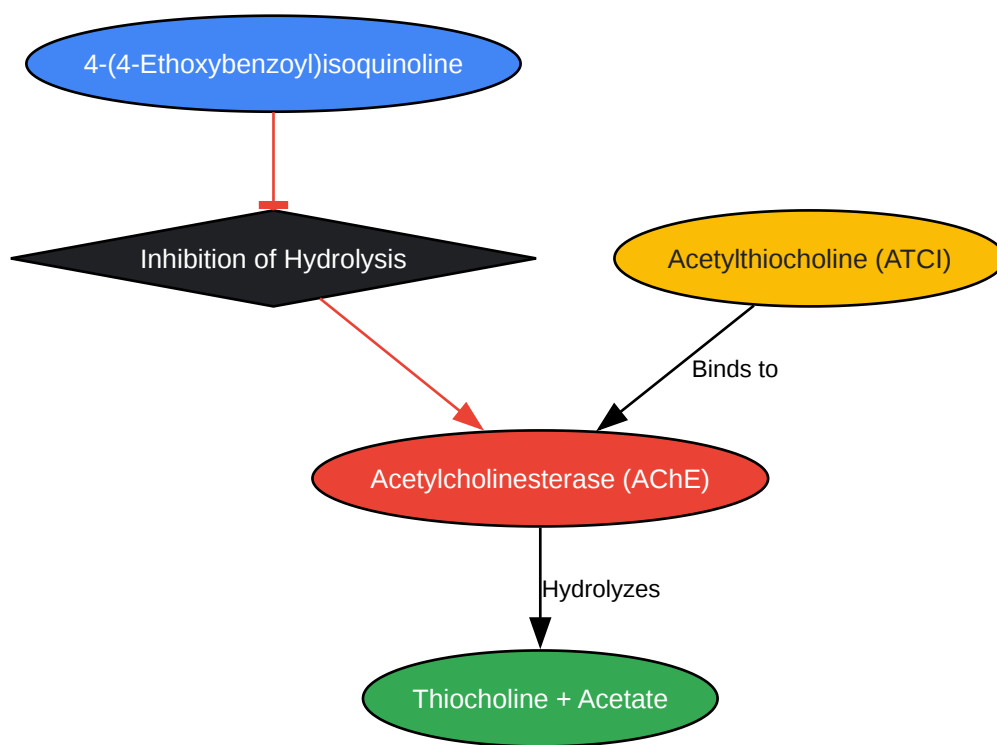 4-(4-Ethoxybenzoyl)isoquinoline
Inhibition of Hydrolysis
Acetylthiocholine (ATCI)
Binds to
Acetylcholinesterase (AChE)
Hydrolyzes
Thiocholine + Acetate